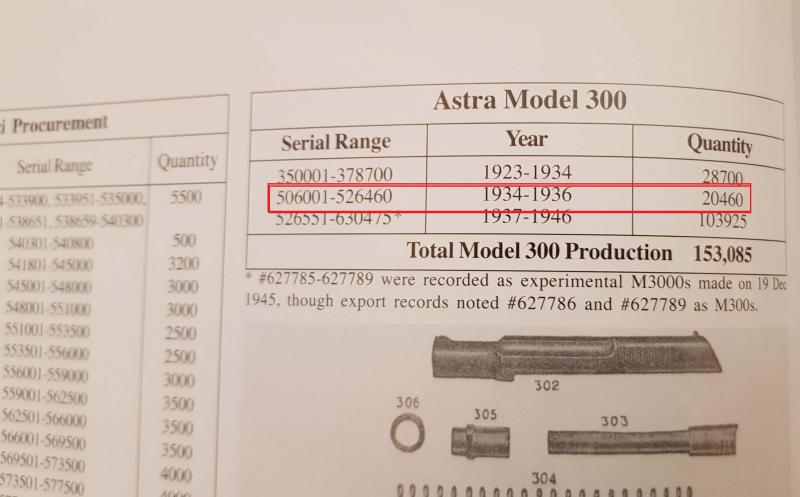 i Procurement
Serial Range Quantity
-533900, 533951-535000, 5500
-538651, 538659-540300
540301-540800 500
541801-545000 3200
545001-548000 3000
548001-551000 3000
551001-553500 2500
553501-556000 2500
556001-559000 3000
559001-562500 3500
562501-566000 3500
566001-569500 3500
569501-573500 4000
573501-577500
Astra Model 300
Serial Range Year Quantity
350001-378700 1923-1934 28700
506001-526460 1934-1936 20460
526551-630475* 1937-1946 103925
Total Model 300 Production 153,085
* #627785-627789 were recorded as experimental M3000s made on 19 Dec
1945, though export records noted #627786 and #627789 as M300s.
302
306
305
303
304